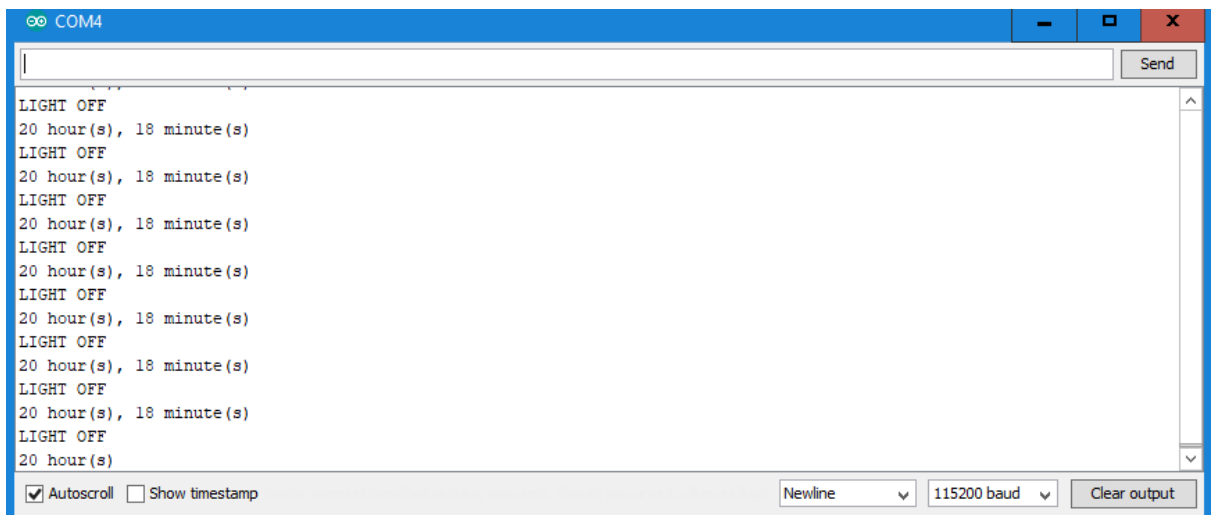 COM4
Send
LIGHT OFF
20 hour(s), 18 minute(s)
LIGHT OFF
20 hour(s), 18 minute(s)
LIGHT OFF
20 hour(s), 18 minute(s)
LIGHT OFF
20 hour(s), 18 minute(s)
LIGHT OFF
20 hour(s), 18 minute(s)
LIGHT OFF
20 hour(s), 18 minute(s)
LIGHT OFF
20 hour(s), 18 minute(s)
LIGHT OFF
20 hour(s)
Autoscroll Show timestamp Newline 115200 baud Clear output